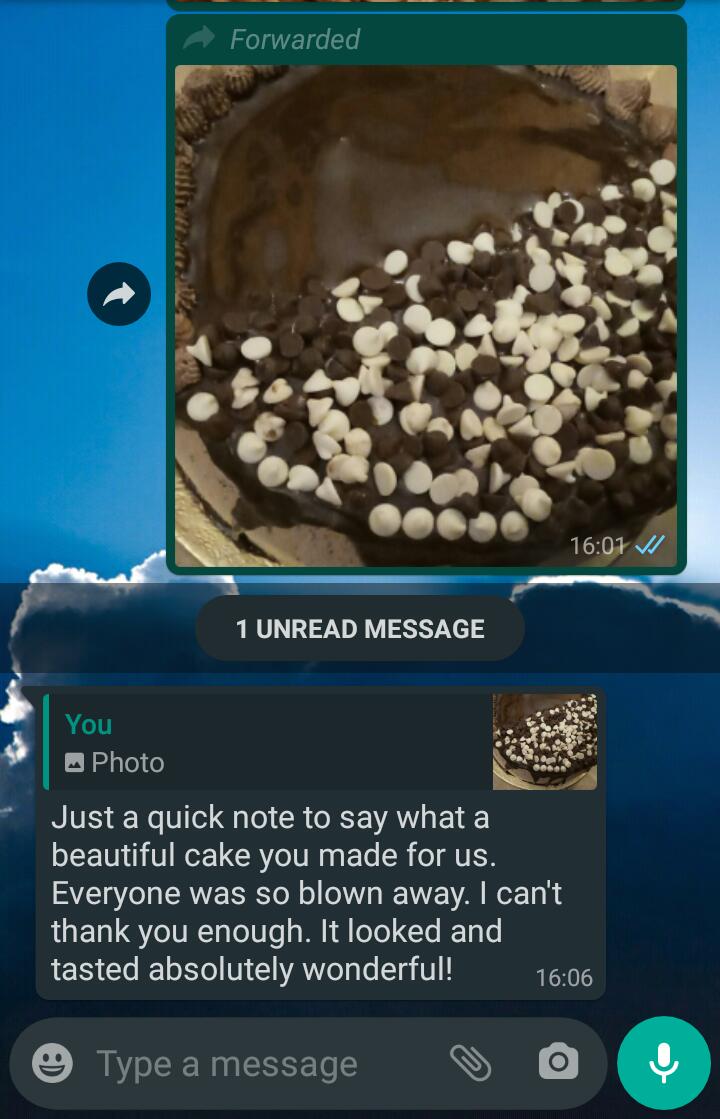 Forwarded
16:01
1 UNREAD MESSAGE
You
Photo
Just a quick note to say what a
beautiful cake you made for us.
Everyone was so blown away. I can't
thank you enough. It looked and
tasted absolutely wonderful!
16:06
Type a message